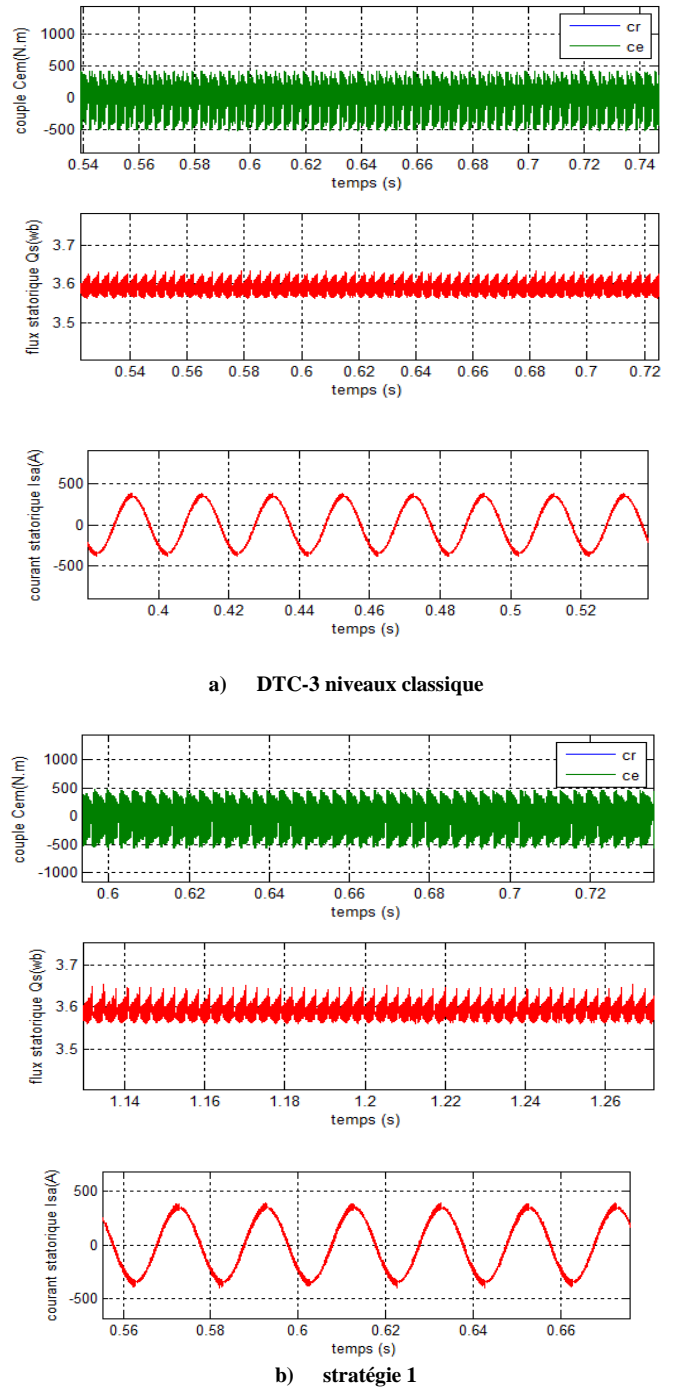 couple Cem(N.m)
1000
500
0
-500
cr
ce
0.54 0.56 0.58 0.6 0.62 0.64 0.66 0.68 0.7 0.72 0.74
temps (s)
flux statorique Qs(wb)
3.7
3.6
3.5
0.54 0.56 0.58 0.6 0.62 0.64 0.66 0.68 0.7 0.72
temps (s)
courant statorique Isa(A)
500
0
-500
0.4 0.42 0.44 0.46 0.48 0.5 0.52
temps (s)
a) DTC-3 niveaux classique
couple Cem(N.m)
1000
500
0
-500
-1000
cr
ce
0.6 0.62 0.64 0.66 0.68 0.7 0.72
temps (s)
flux statorique Qs(wb)
3.7
3.6
3.5
1.14 1.16 1.18 1.2 1.22 1.24 1.26
temps (s)
courant statorique Isa(A)
500
0
-500
0.56 0.58 0.6 0.62 0.64 0.66
temps (s)
b) stratégie 1